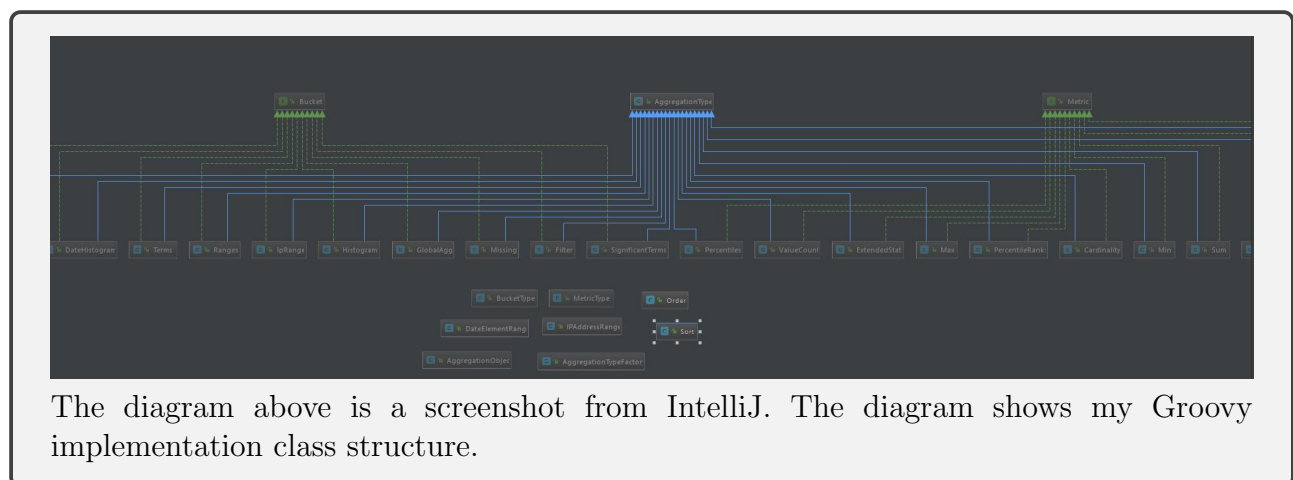 Bucket
AggregationType
Metric
DateHistogram
Terms
Ranges
IpRange
Histogram
GlobalAgg
Missing
Filter
SignificantTerms
Percentiles
ValueCount
ExtendedStat
Max
PercentileRank
Cardinality
Min
Sum
BucketType
MetricType
Order
DateElementRang
IPAddressRange
Sort
AggregationObjec
AggregationTypeFactor
The diagram above is a screenshot from IntelliJ. The diagram shows my Groovy
implementation class structure.